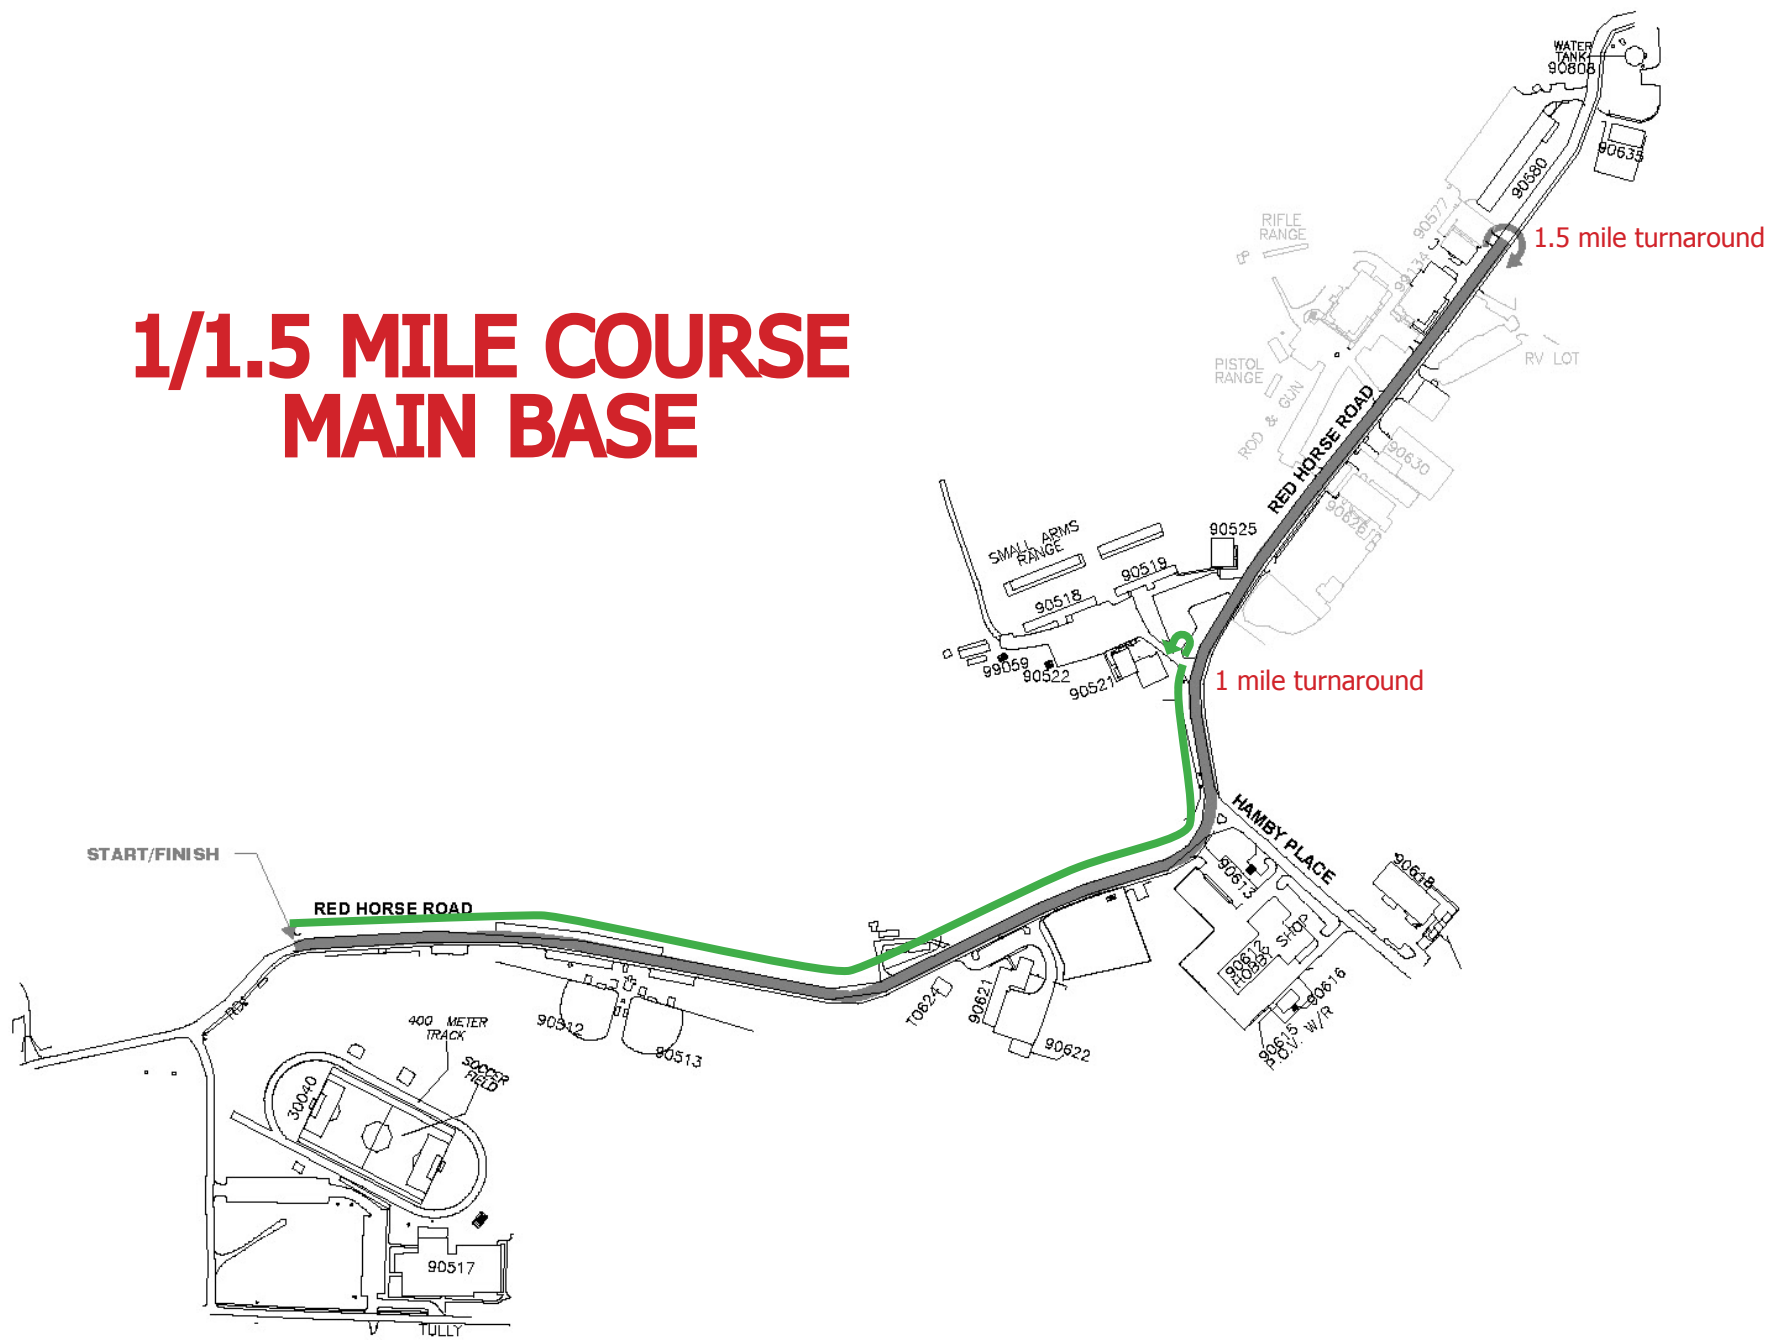 WATER
TANK
90808
90635
90580
90577
RIFLE
RANGE
1.5 mile turnaround
99134
1/1.5 MILE COURSE
MAIN BASE
RV LOT
PISTOL
RANGE
ROD & GUN
RED HORSE ROAD
90630
90626
90525
SMALL ARMS
RANGE
90519
90518
99059
90522
90521
1 mile turnaround
HAMBY PLACE
START/FINISH
90618
90613
RED HORSE ROAD
90612
HOBBY SHOP
90616
90615
P.O.V. W/R
T0624
90621
90622
90512
90513
400 METER
TRACK
SOCCER
FIELD
30040
90517
TULLY